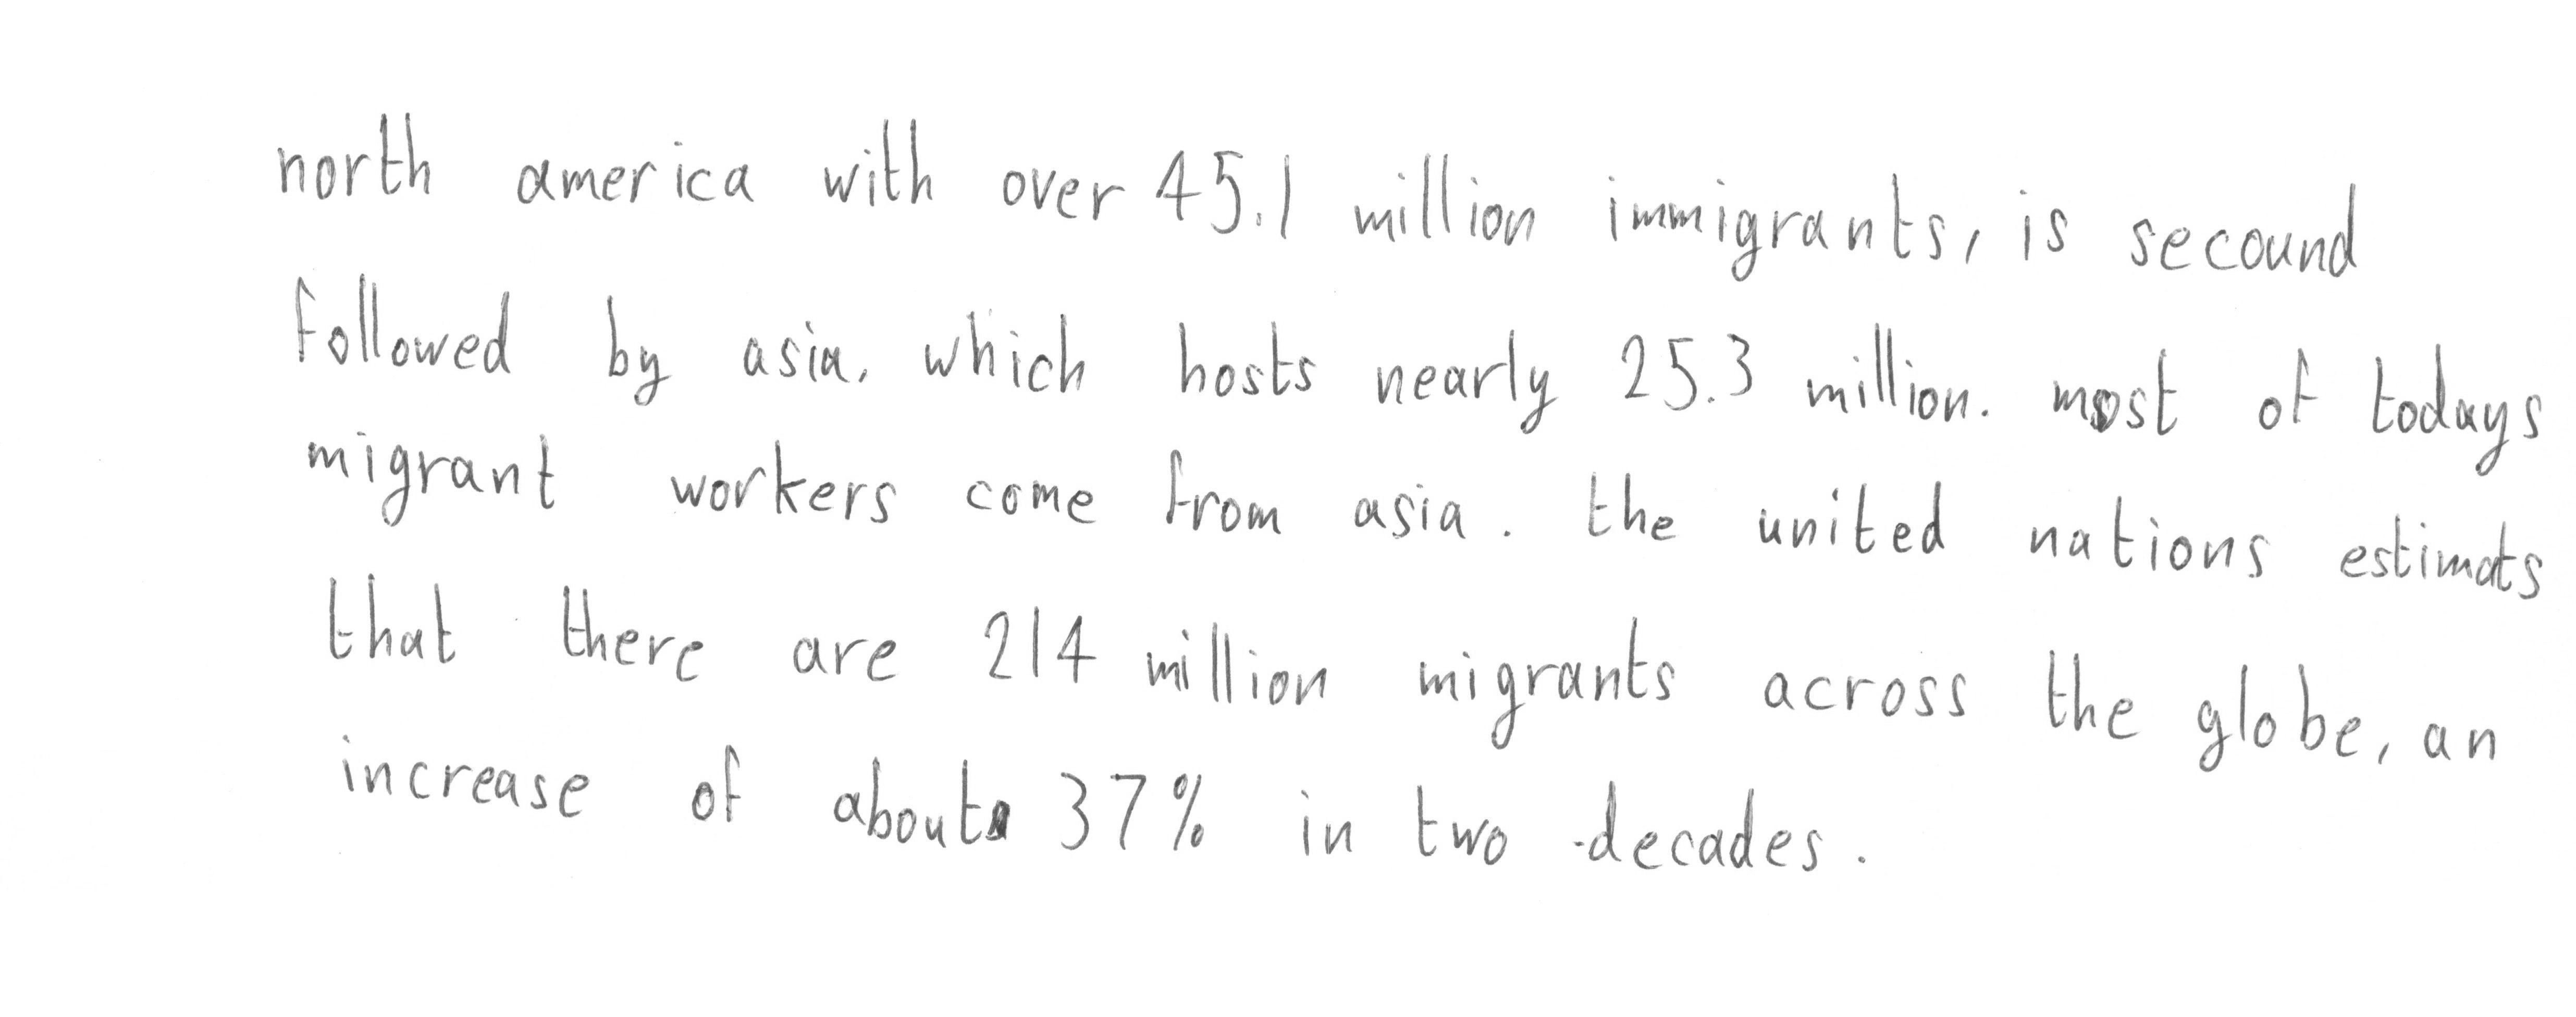 north america with over 45.1 million immigrants, is secound
followed by asia, which hosts nearly 25.3 million. most of todays
migrant workers come from asia. the united nations estimats
that there are 214 million migrants across the globe, an
increase of about 37% in two decades.